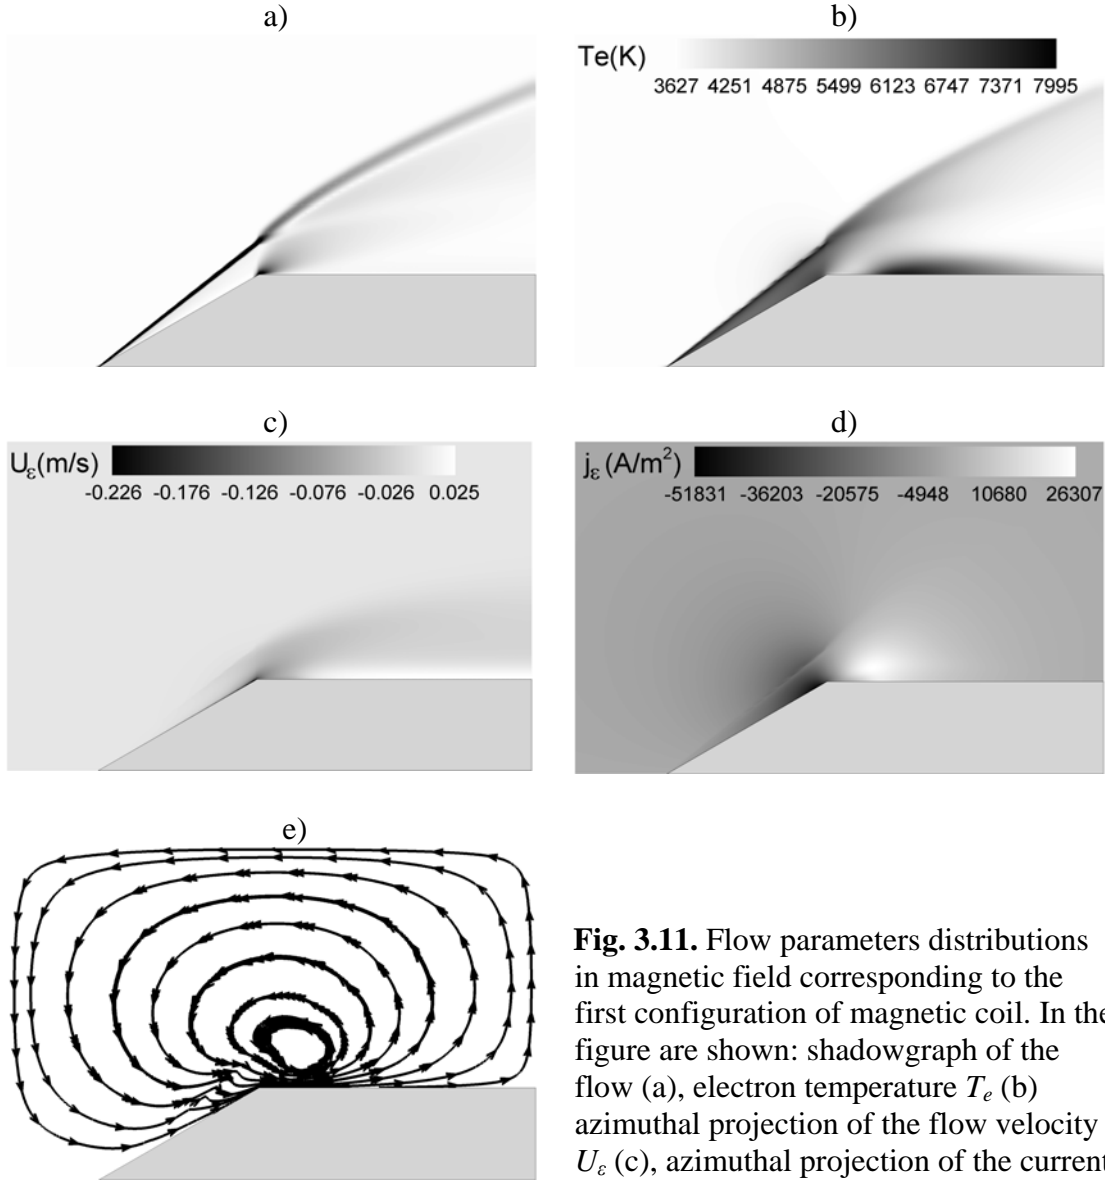 a)
b)
Te(K)
3627 4251 4875 5499 6123 6747 7371 7995
c)
d)
Uε(m/s)
-0.226 -0.176 -0.126 -0.076 -0.026 0.025
jε (A/m²)
-51831 -36203 -20575 -4948 10680 26307
e)
Fig. 3.11. Flow parameters distributions
in magnetic field corresponding to the
first configuration of magnetic coil. In the
figure are shown: shadowgraph of the
flow (a), electron temperature Te (b)
azimuthal projection of the flow velocity
Uε (c), azimuthal projection of the current